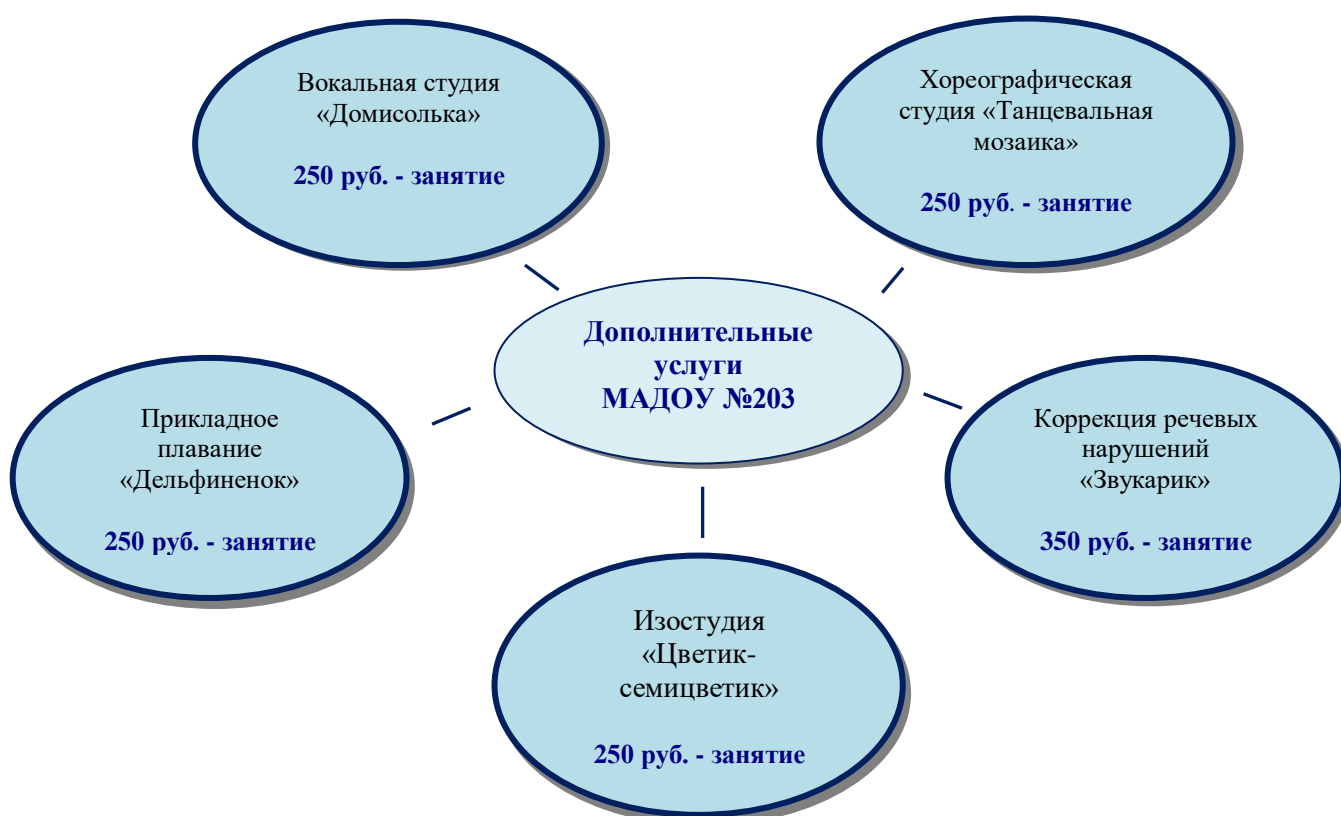 Вокальная студия
«Домисолька»
250 руб. - занятие
Хореографическая
студия «Танцевальная
мозаика»
250 руб. - занятие
Дополнительные
услуги
МАДОУ №203
Прикладное
плавание
«Дельфиненок»
250 руб. - занятие
Коррекция речевых
нарушений
«Звукарик»
350 руб. - занятие
Изостудия
«Цветик-
семицветик»
250 руб. - занятие